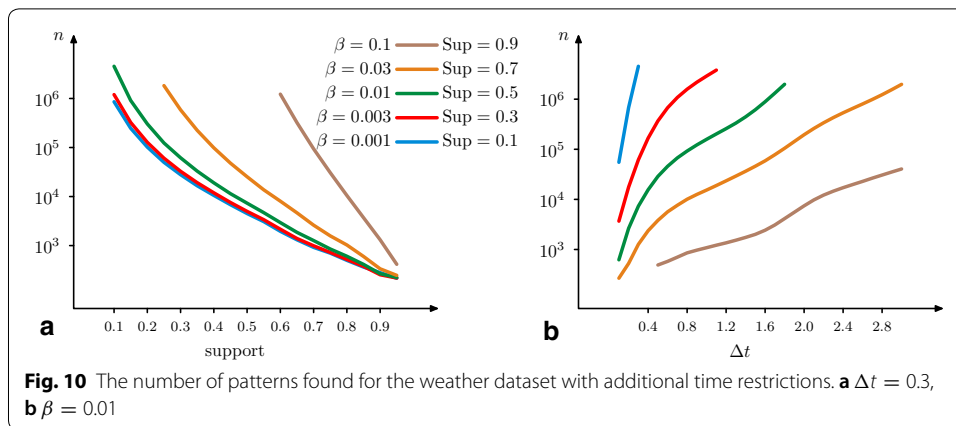 n
10^6
10^5
10^4
10^3
0.1 0.2 0.3 0.4 0.5 0.6 0.7 0.8 0.9
support
a
β = 0.1 Sup = 0.9
β = 0.03 Sup = 0.7
β = 0.01 Sup = 0.5
β = 0.003 Sup = 0.3
β = 0.001 Sup = 0.1
n
10^6
10^5
10^4
10^3
0.4 0.8 1.2 1.6 2.0 2.4 2.8
Δt
b
Fig. 10 The number of patterns found for the weather dataset with additional time restrictions. a Δt = 0.3,
b β = 0.01